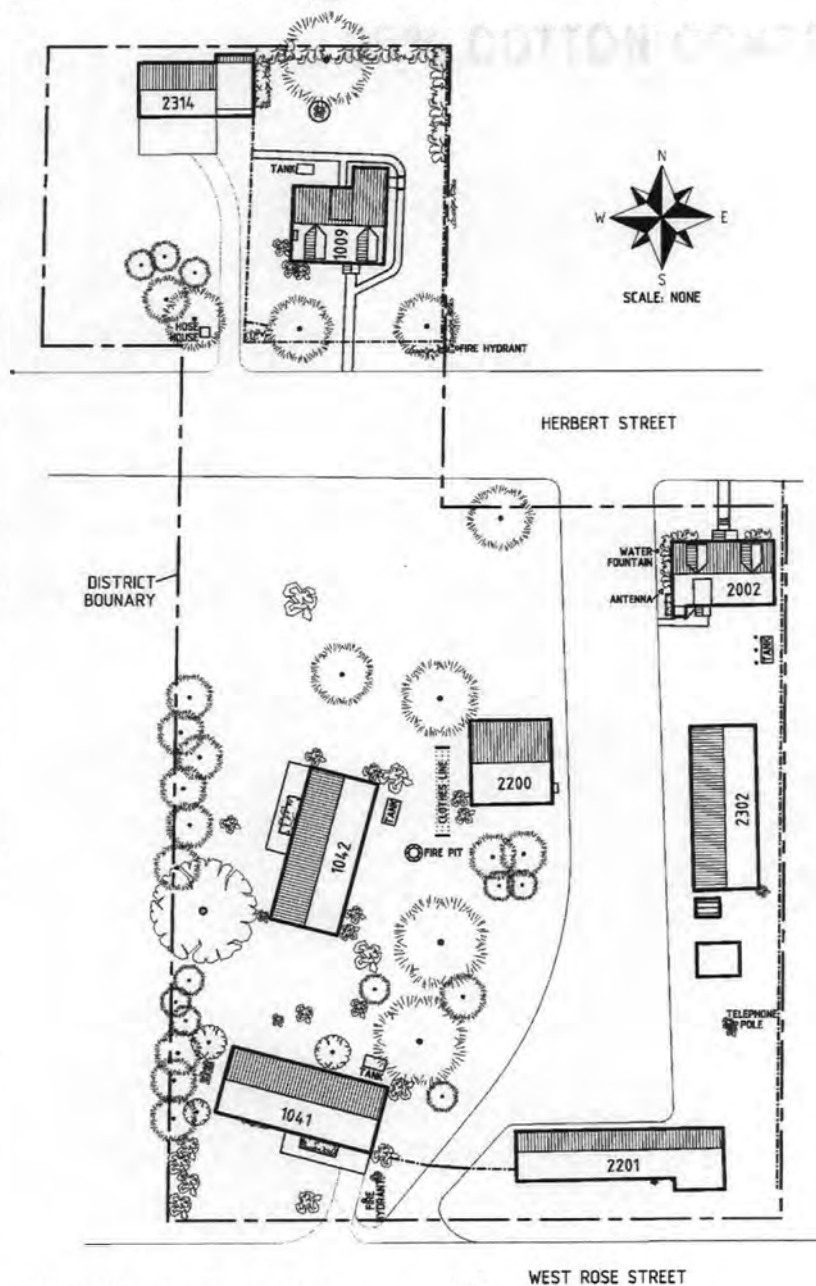 2314
TANK
1009
N
W
E
S
SCALE: NONE
HOSE
HOUSE
FIRE HYDRANT
HERBERT STREET
DISTRICT
BOUNARY
WATER
FOUNTAIN
ANTENNA
2002
TANK
2200
CLOTHES LINE
2302
1042
TANK
FIRE PIT
TELEPHONE
POLE
TANK
1041
2201
FIRE
HYDRANT
WEST ROSE STREET